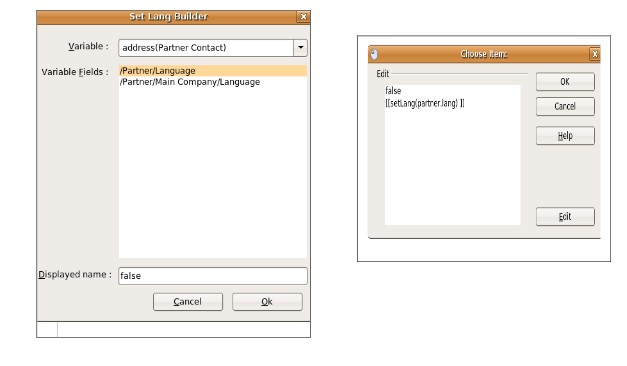 Set Lang Builder
Variable :
address(Partner Contact)
Variable Fields :
/Partner/Language
/Partner/Main Company/Language
Displayed name :
false
Cancel
Ok
Choose Item:
Edit
false
[[setLang(partner.lang) ]]
OK
Cancel
Help
Edit